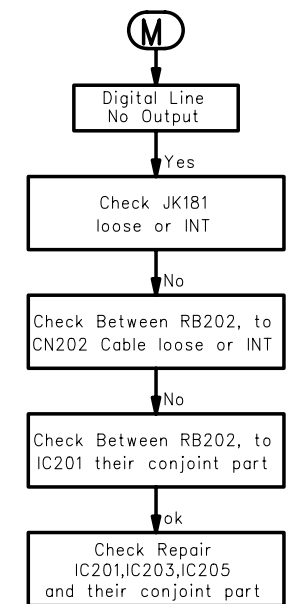 M
Digital Line
No Output
Yes
Check JK181
loose or INT
No
Check Between RB202, to
CN202 Cable loose or INT
No
Check Between RB202, to
IC201 their conjoint part
ok
Check Repair
IC201,IC203,IC205
and their conjoint part